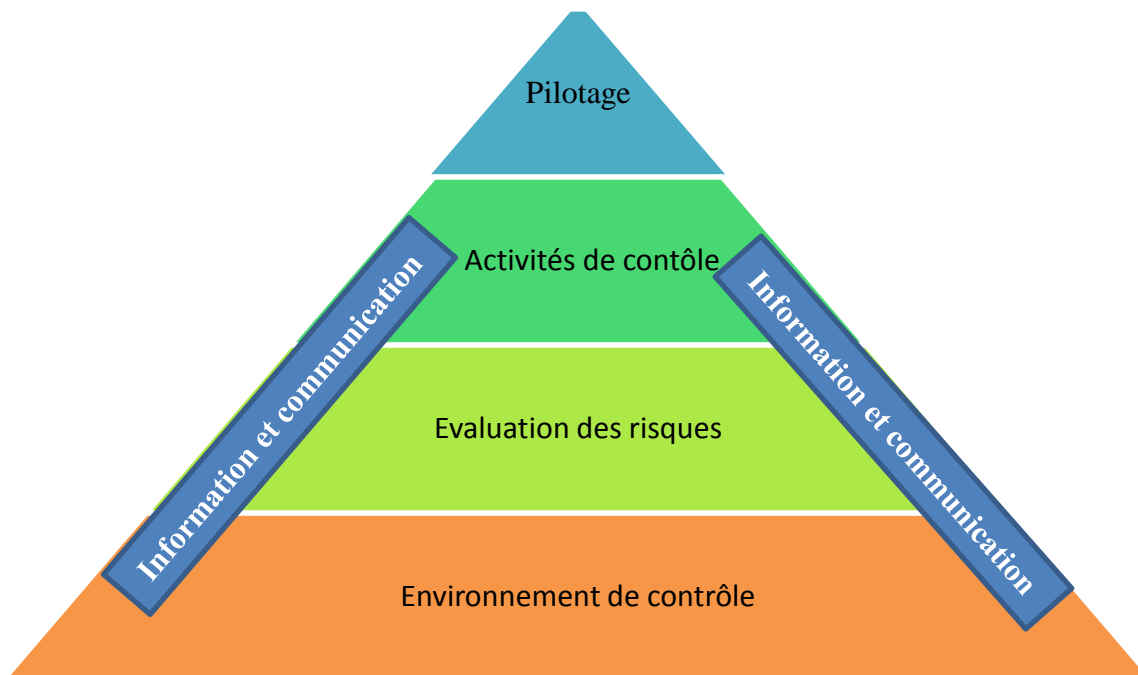 Pilotage
Activités de contôle
Information et communication
Information et communication
Evaluation des risques
Environnement de contrôle